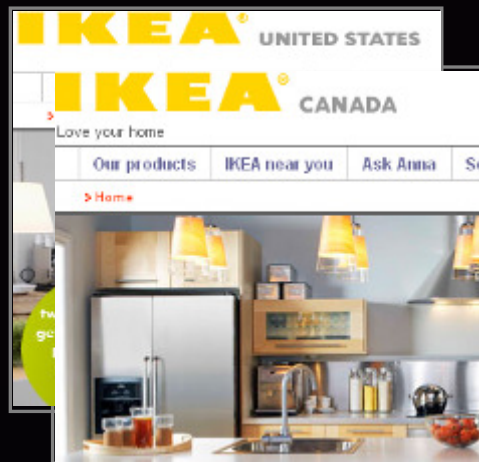 IKEA® UNITED STATES
IKEA® CANADA
Love your home
Our products IKEA near you Ask Anna
> Home